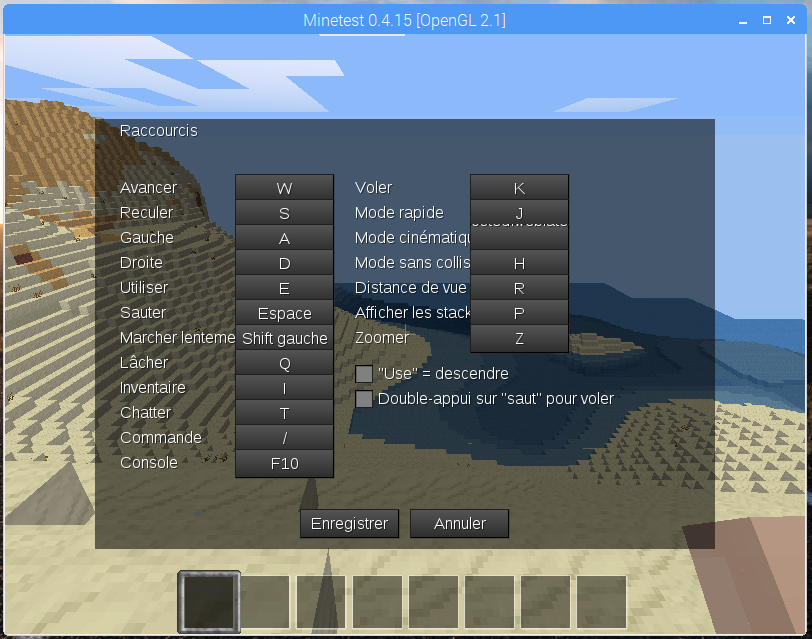 Minetest 0.4.15 [OpenGL 2.1]
Raccourcis
Avancer W
Reculer S
Gauche A
Droite D
Utiliser E
Sauter Espace
Marcher lenteme Shift gauche
Lâcher Q
Inventaire I
Chatter T
Commande /
Console F10
Voler K
Mode rapide J
Mode cinématiqu
Mode sans collis H
Distance de vue R
Afficher les stack P
Zoomer Z
"Use" = descendre
Double-appui sur "saut" pour voler
Enregistrer Annuler